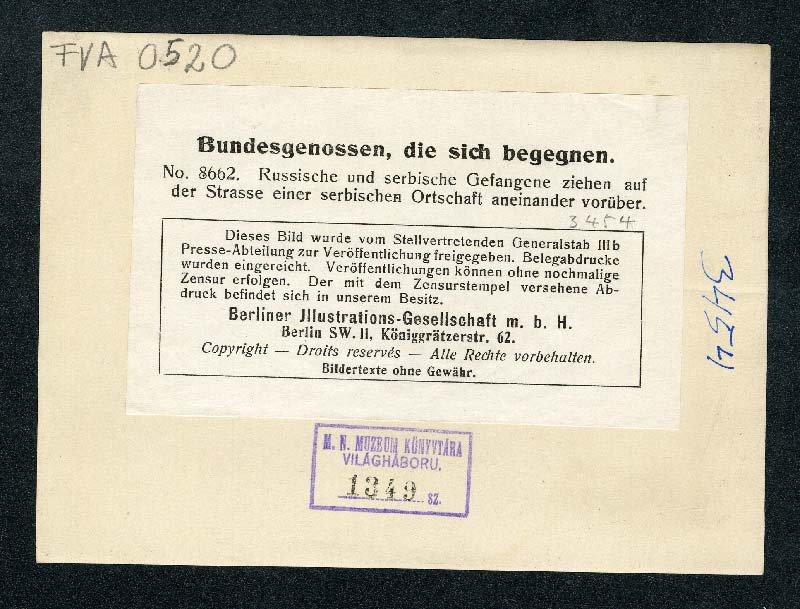 FVA 0520
Bundesgenossen, die sich begegnen.
No. 8662. Russische und serbische Gefangene ziehen auf
der Strasse einer serbischen Ortschaft aneinander vorüber.
3454
Dieses Bild wurde vom Stellvertretenden Generalstab IIIb
Presse-Abteilung zur Veröffentlichung freigegeben. Belegabdrucke
wurden eingereicht. Veröffentlichungen können ohne nochmalige
Zensur erfolgen. Der mit dem Zensurstempel versehene Ab-
druck befindet sich in unserem Besitz.
Berliner Jllustrations-Gesellschaft m. b. H.
Berlin SW. 11, Königgrätzerstr. 62.
Copyright — Droits reservés — Alle Rechte vorbehalten.
Bildertexte ohne Gewähr.
3454
M. N. MUZEUM KÖNYVTÁRA
VILÁGHÁBORU.
1349 SZ.